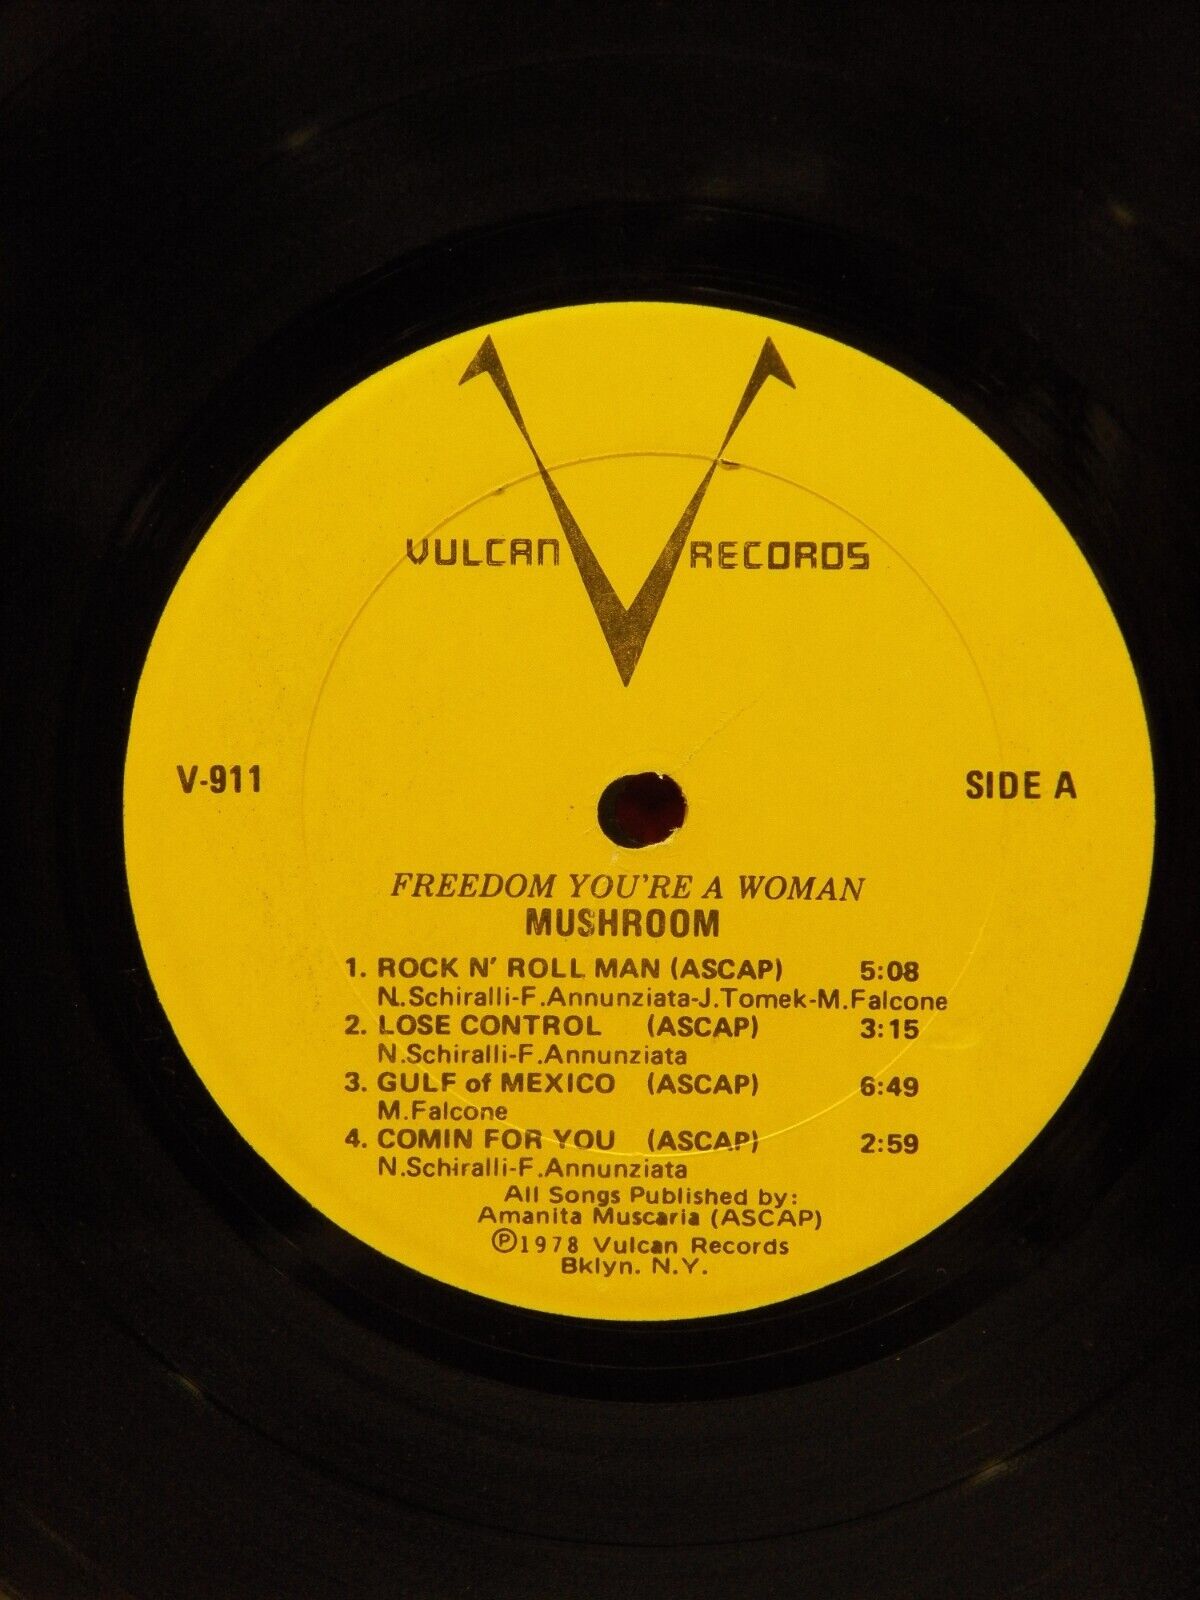 VULCAN RECORDS
V-911
SIDE A
FREEDOM YOU'RE A WOMAN
MUSHROOM
1. ROCK N' ROLL MAN (ASCAP) 5:08
N.Schiralli-F.Annunziata-J.Tomek-M.Falcone
2. LOSE CONTROL (ASCAP) 3:15
N.Schiralli-F.Annunziata
3. GULF of MEXICO (ASCAP) 6:49
M.Falcone
4. COMIN FOR YOU (ASCAP) 2:59
N.Schiralli-F.Annunziata
All Songs Published by:
Amanita Muscaria (ASCAP)
Ⓟ1978 Vulcan Records
Bklyn. N.Y.